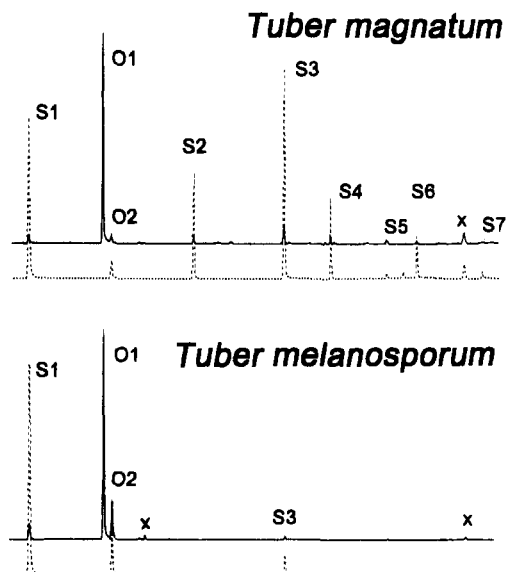 Tuber magnatum
O1
S3
S1
S2
S4
S6
O2
S5
x
S7
Tuber melanosporum
O1
S1
O2
x
S3
x